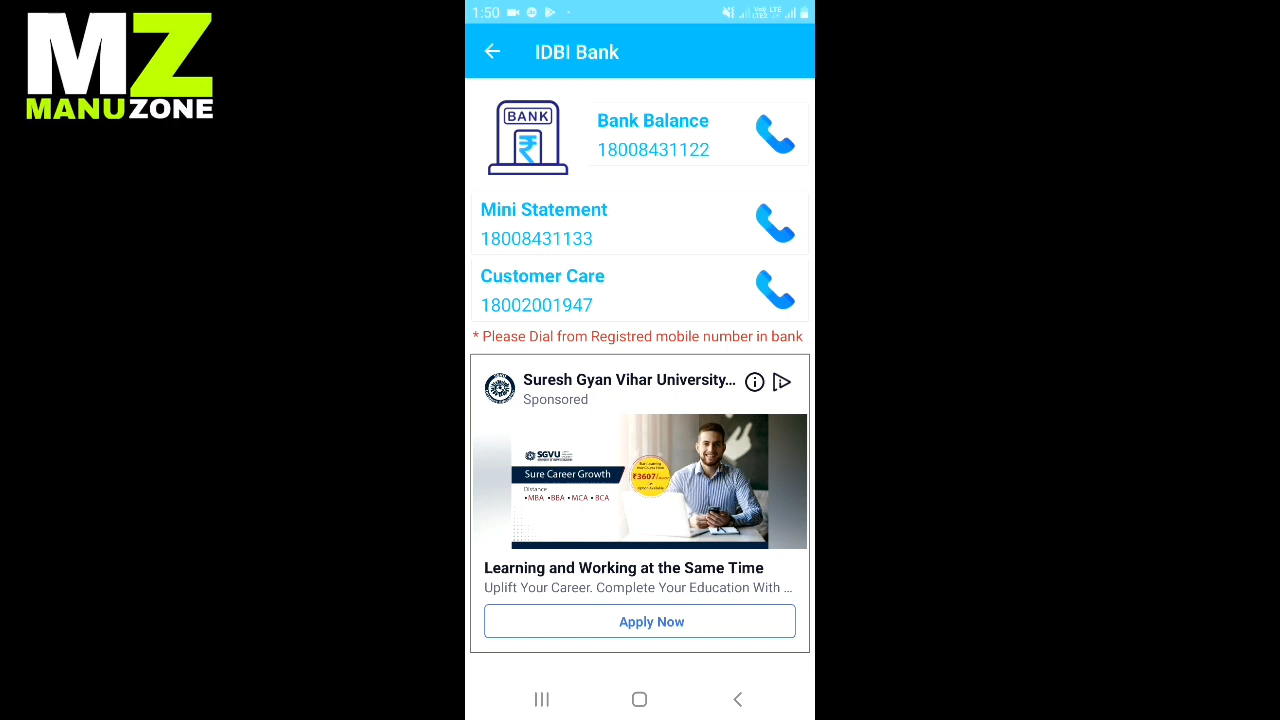 MZ
MANUZONE
1:50
IDBI Bank
BANK
Bank Balance
18008431122
Mini Statement
18008431133
Customer Care
18002001947
* Please Dial from Registred mobile number in bank
Suresh Gyan Vihar University...
Sponsored
SGVU
Sure Career Growth
₹3607/
Distance
•MBA •BBA •MCA •BCA
Learning and Working at the Same Time
Uplift Your Career. Complete Your Education With ...
Apply Now